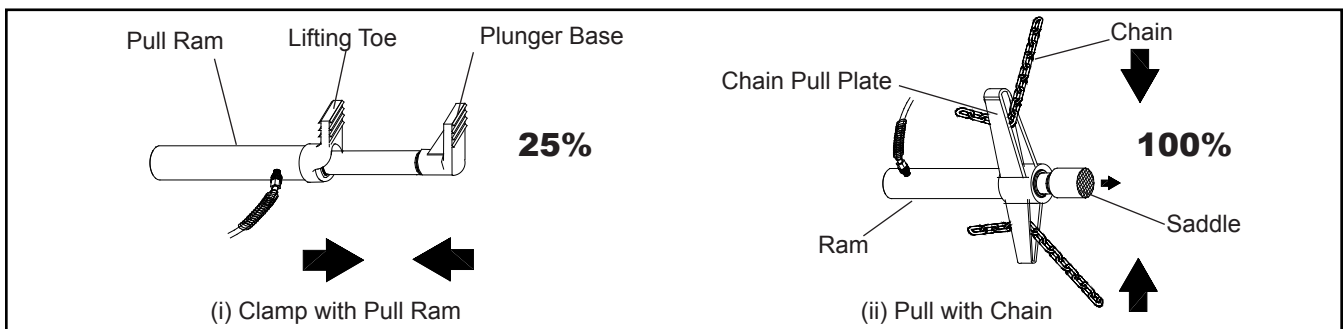 Pull Ram
Lifting Toe
Plunger Base
25%
(i) Clamp with Pull Ram
Chain
Chain Pull Plate
100%
Ram
Saddle
(ii) Pull with Chain